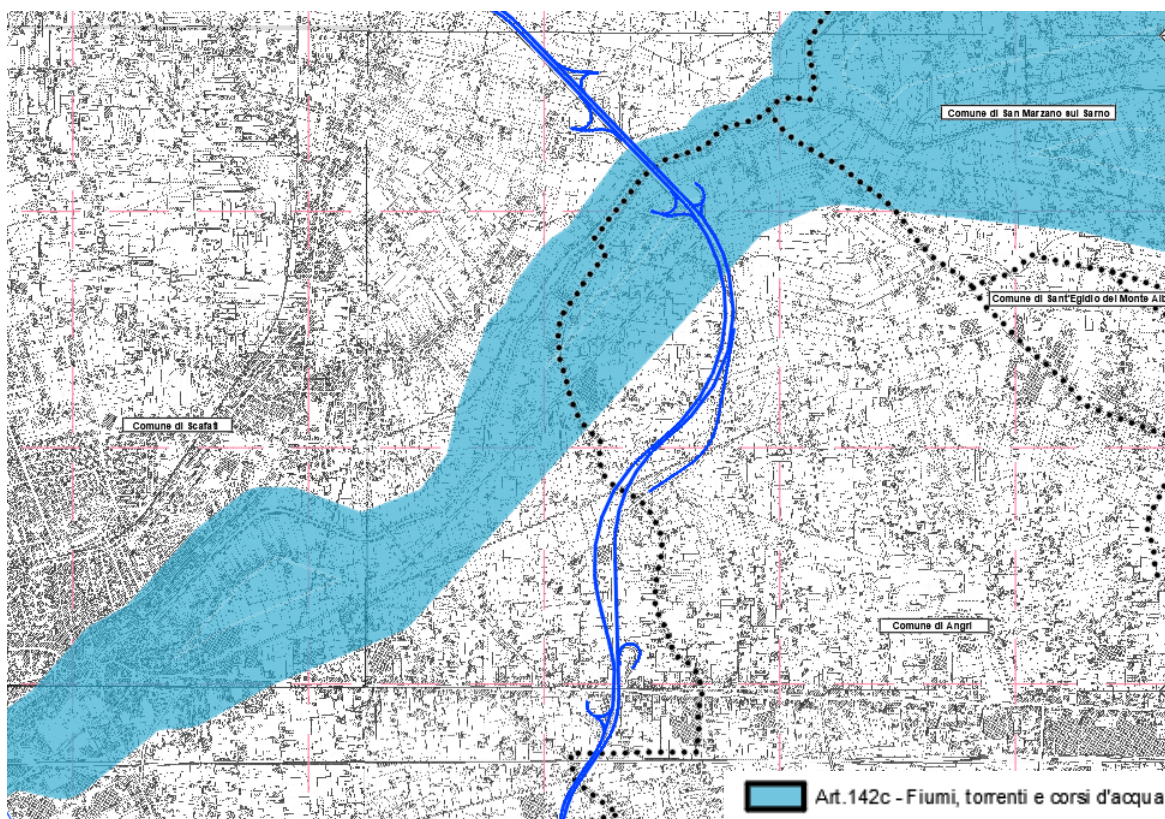 Comune di San Marzano sul Sarno
Comune di Sant'Egidio del Monte Alb
Comune di Scafati
Comune di Angri
Art.142c - Fiumi, torrenti e corsi d'acqua